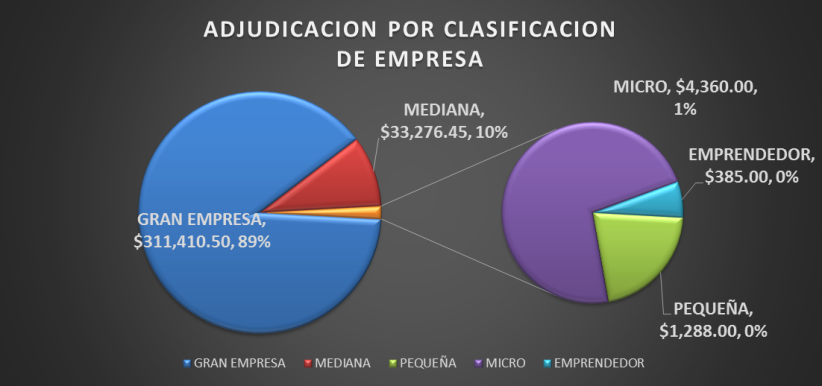 ADJUDICACION POR CLASIFICACION
DE EMPRESA
MICRO, $4,360.00,
1%
MEDIANA,
$33,276.45, 10%
EMPRENDEDOR,
$385.00, 0%
GRAN EMPRESA,
$311,410.50, 89%
PEQUEÑA,
$1,288.00, 0%
GRAN EMPRESA MEDIANA PEQUEÑA MICRO EMPRENDEDOR